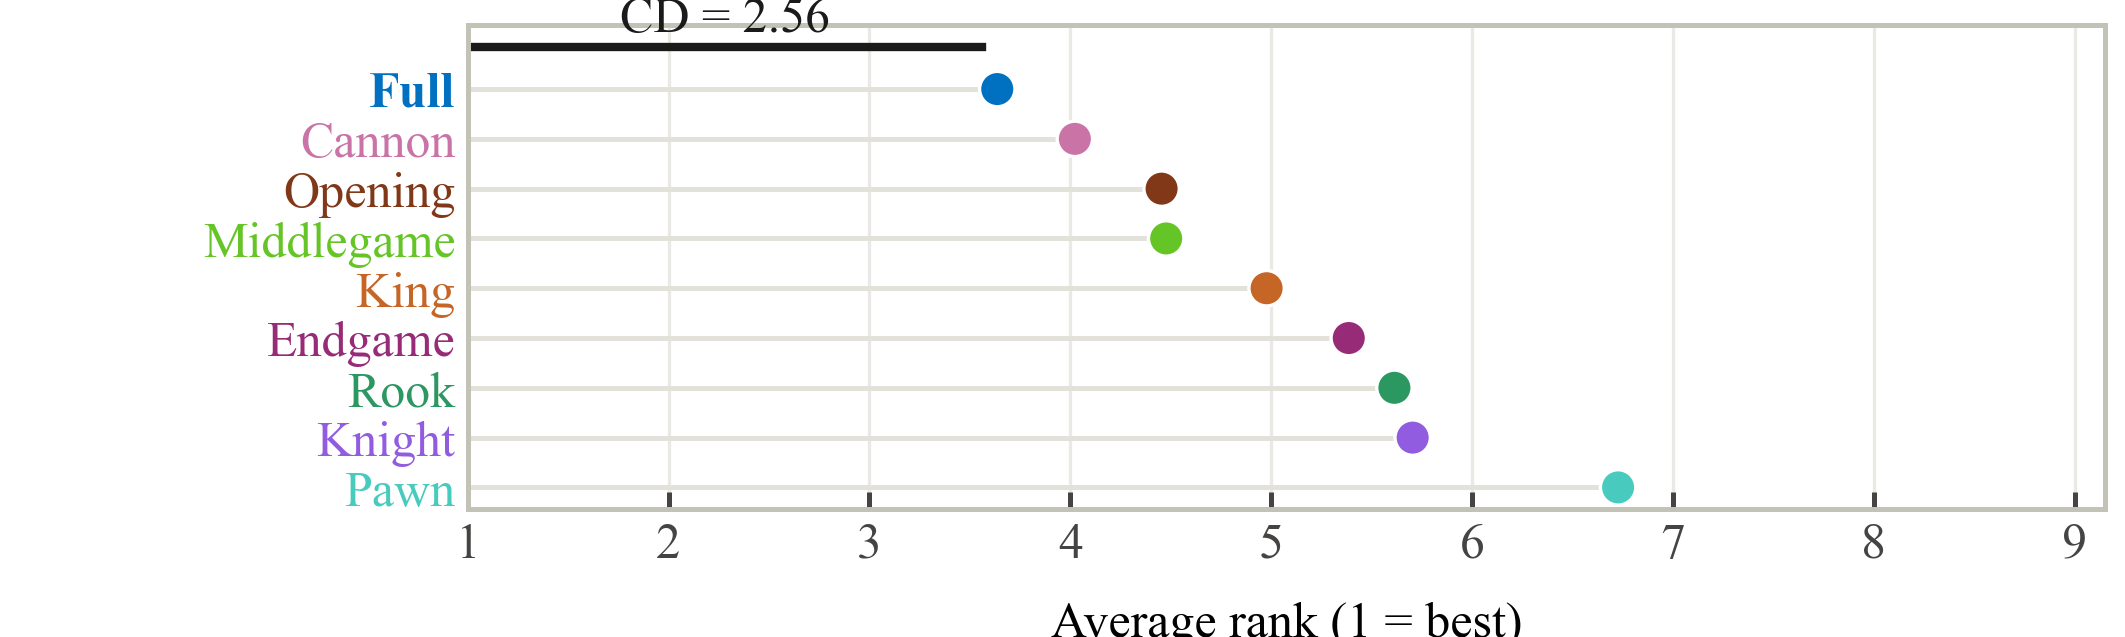 CD = 2.56
Full
Cannon
Opening
Middlegame
King
Endgame
Rook
Knight
Pawn
1 2 3 4 5 6 7 8 9
Average rank (1 = best)